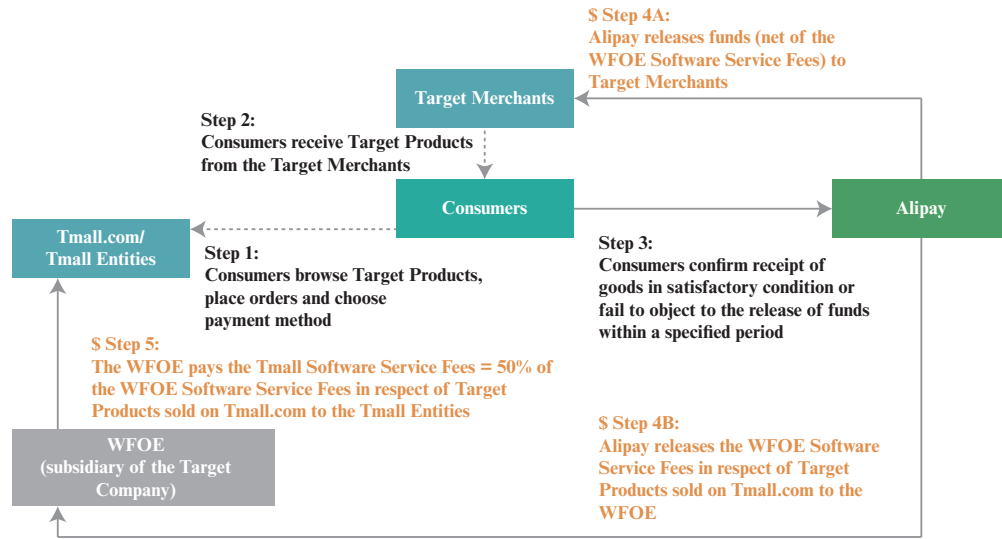 $ Step 4A:
Alipay releases funds (net of the
WFOE Software Service Fees) to
Target Merchants
Target Merchants
Step 2:
Consumers receive Target Products
from the Target Merchants
Consumers
Alipay
Tmall.com/
Tmall Entities
Step 1:
Consumers browse Target Products,
place orders and choose
payment method
Step 3:
Consumers confirm receipt of
goods in satisfactory condition or
fail to object to the release of funds
within a specified period
$ Step 5:
The WFOE pays the Tmall Software Service Fees = 50% of
the WFOE Software Service Fees in respect of Target
Products sold on Tmall.com to the Tmall Entities
WFOE
(subsidiary of the Target
Company)
$ Step 4B:
Alipay releases the WFOE Software
Service Fees in respect of Target
Products sold on Tmall.com to the
WFOE